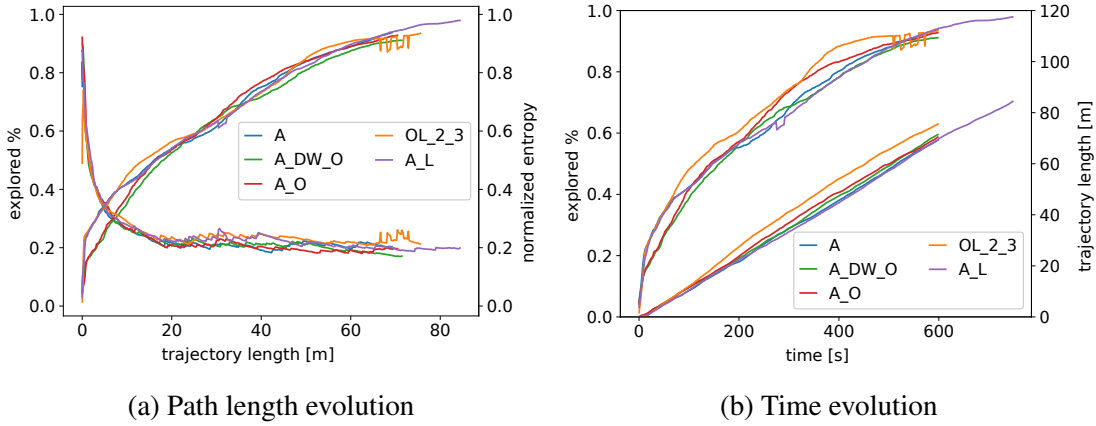 1.0
0.8
0.6
0.4
0.2
0.0
explored %
0 20 40 60 80
trajectory length [m]
1.0
0.8
0.6
0.4
0.2
0.0
normalized entropy
A OL_2_3
A_DW_O A_L
A_O
(a) Path length evolution
1.0
0.8
0.6
0.4
0.2
0.0
explored %
0 200 400 600
time [s]
120
100
80
60
40
20
0
trajectory length [m]
A OL_2_3
A_DW_O A_L
A_O
(b) Time evolution